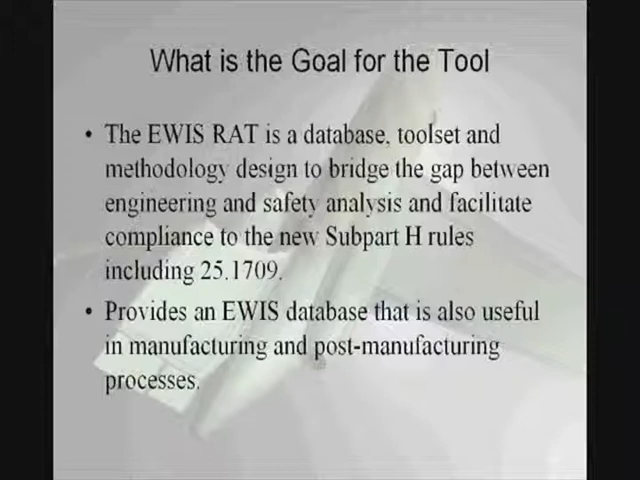 What is the Goal for the Tool
• The EWIS RAT is a database, toolset and
methodology design to bridge the gap between
engineering and safety analysis and facilitate
compliance to the new Subpart H rules
including 25.1709.
• Provides an EWIS database that is also useful
in manufacturing and post-manufacturing
processes.